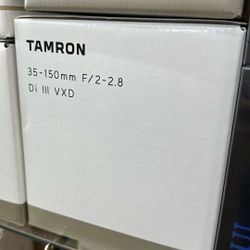 TAMRON
35-150mm F/2-2.8
Di III VXD